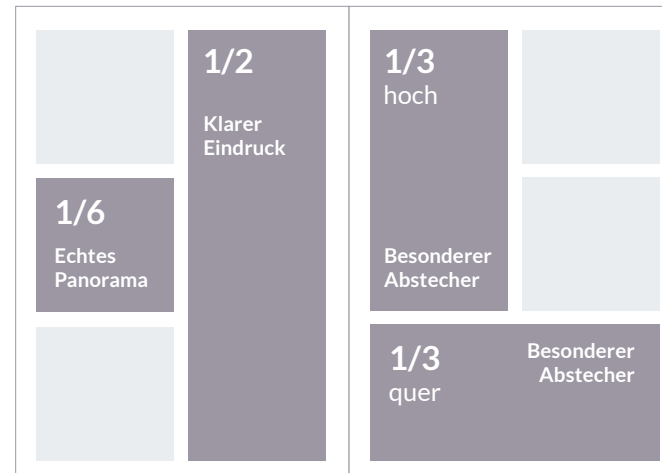 1/2
Klarer
Eindruck
1/6
Echtes
Panorama
1/3
hoch
Besonderer
Abstecher
1/3
quer
Besonderer
Abstecher